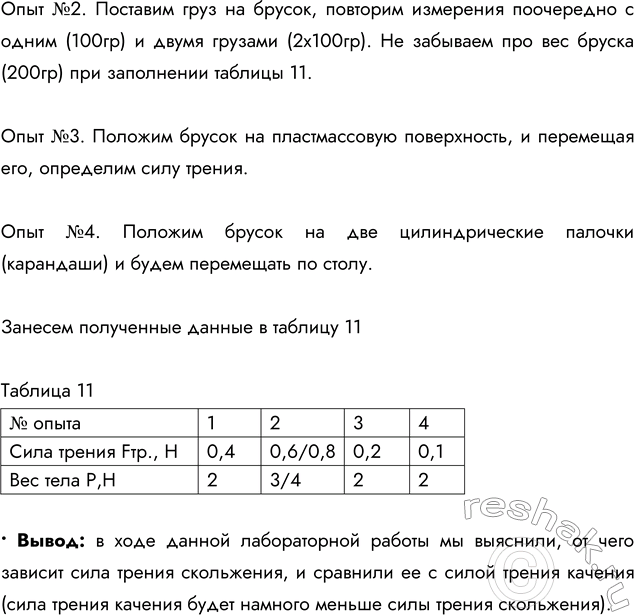 Опыт №2. Поставим груз на брусок, повторим измерения поочередно с
одним (100гр) и двумя грузами (2х100гр). Не забываем про вес бруска
(200гр) при заполнении таблицы 11.
Опыт №3. Положим брусок на пластмассовую поверхность, и перемещая
его, определим силу трения.
Опыт №4. Положим брусок на две цилиндрические палочки
(карандаши) и будем перемещать по столу.
Занесем полученные данные в таблицу 11
Таблица 11
№ опыта 1 2 3 4
Сила трения Fтр., Н 0,4 0,6/0,8 0,2 0,1
Вес тела Р,Н 2 3/4 2 2
· Вывод: в ходе данной лабораторной работы мы выяснили, от чего
зависит сила трения скольжения, и сравнили ее с силой трения качения
(сила трения качения будет намного меньше силы трения скольжения).
reshak.ru